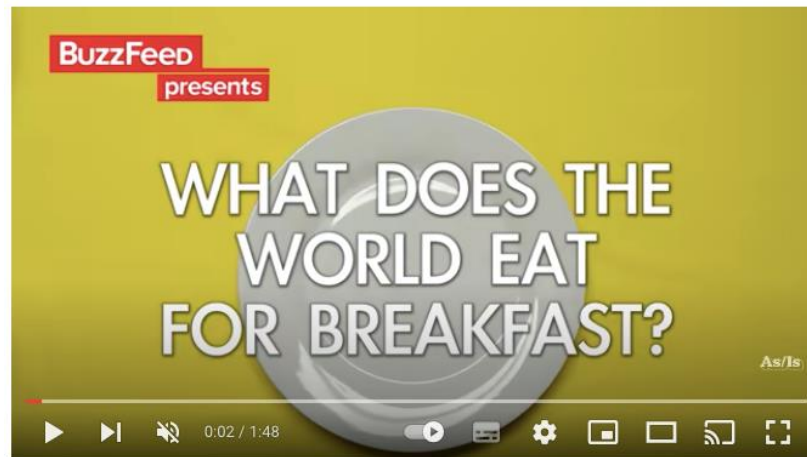 BuzzFeed
presents
WHAT DOES THE
WORLD EAT
FOR BREAKFAST?
As/Is
0:02 / 1:48